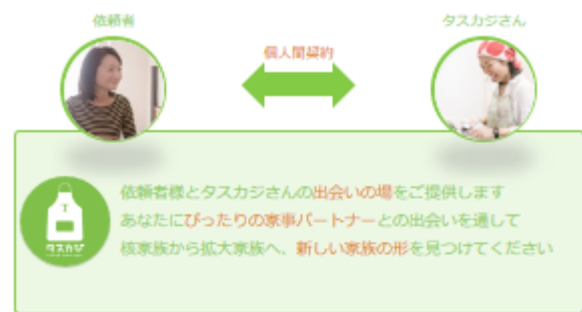 依頼者
タスカジさん
個人間契約
依頼者様とタスカジさんの出会いの場をご提供します
あなたにぴったりの家事パートナーとの出会いを通して
核家族から拡大家族へ、新しい家族の形を見つけてください
T
タスカジ